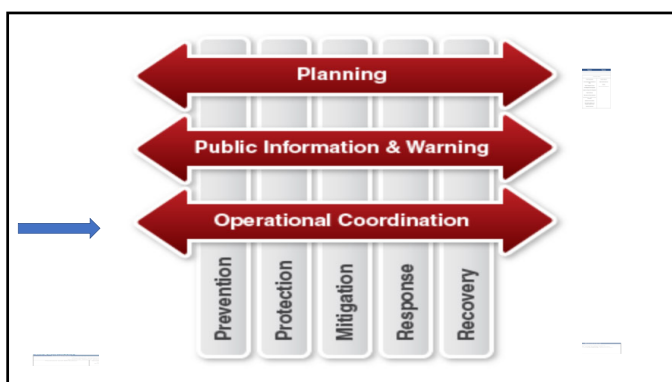 Planning
Public Information & Warning
Operational Coordination
Prevention
Protection
Mitigation
Response
Recovery